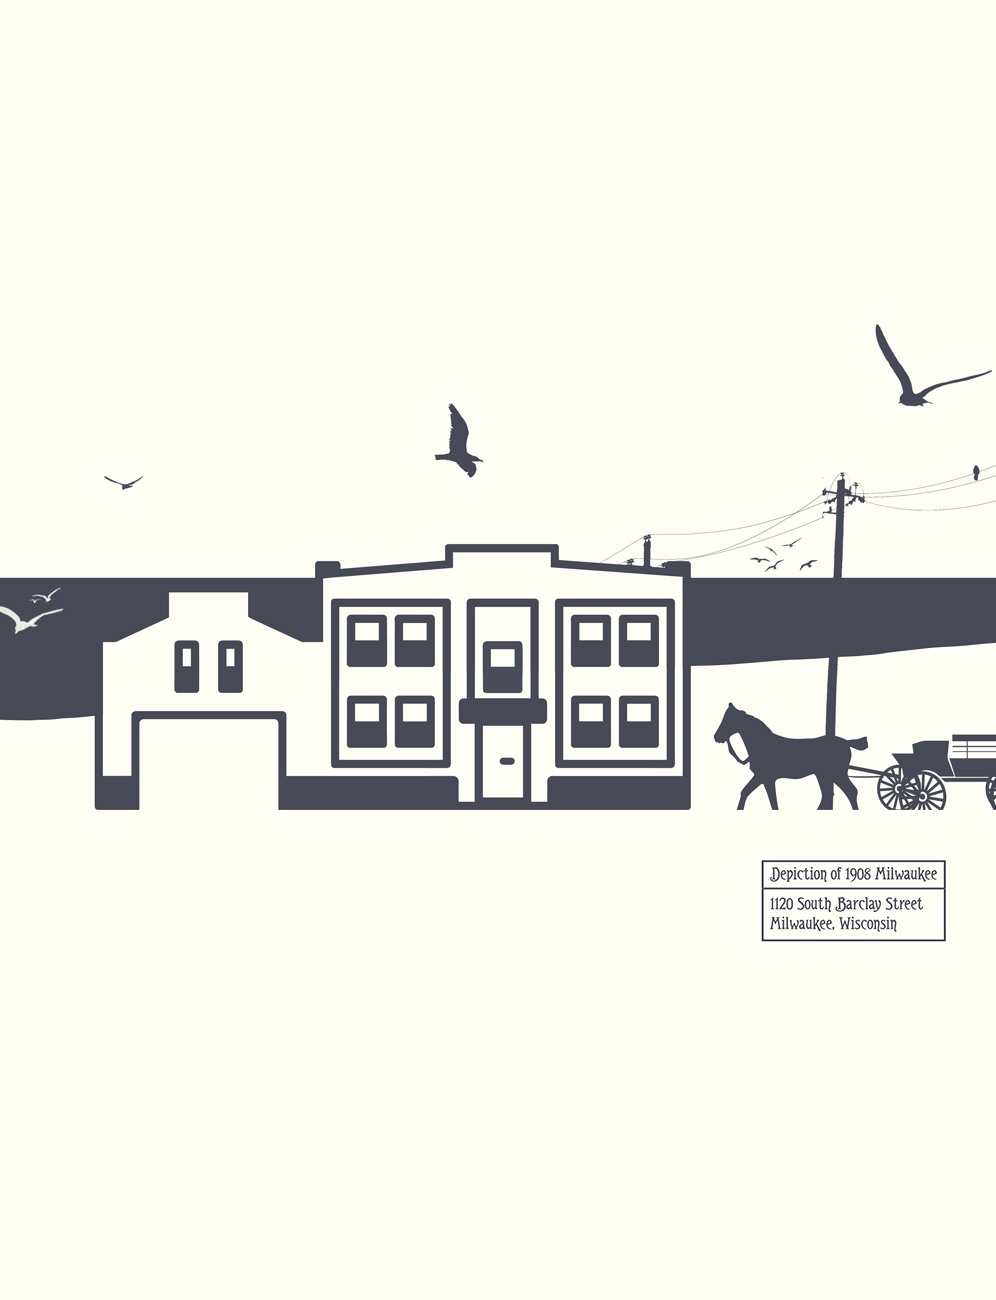 Depiction of 1908 Milwaukee
1120 South Barclay Street
Milwaukee, Wisconsin